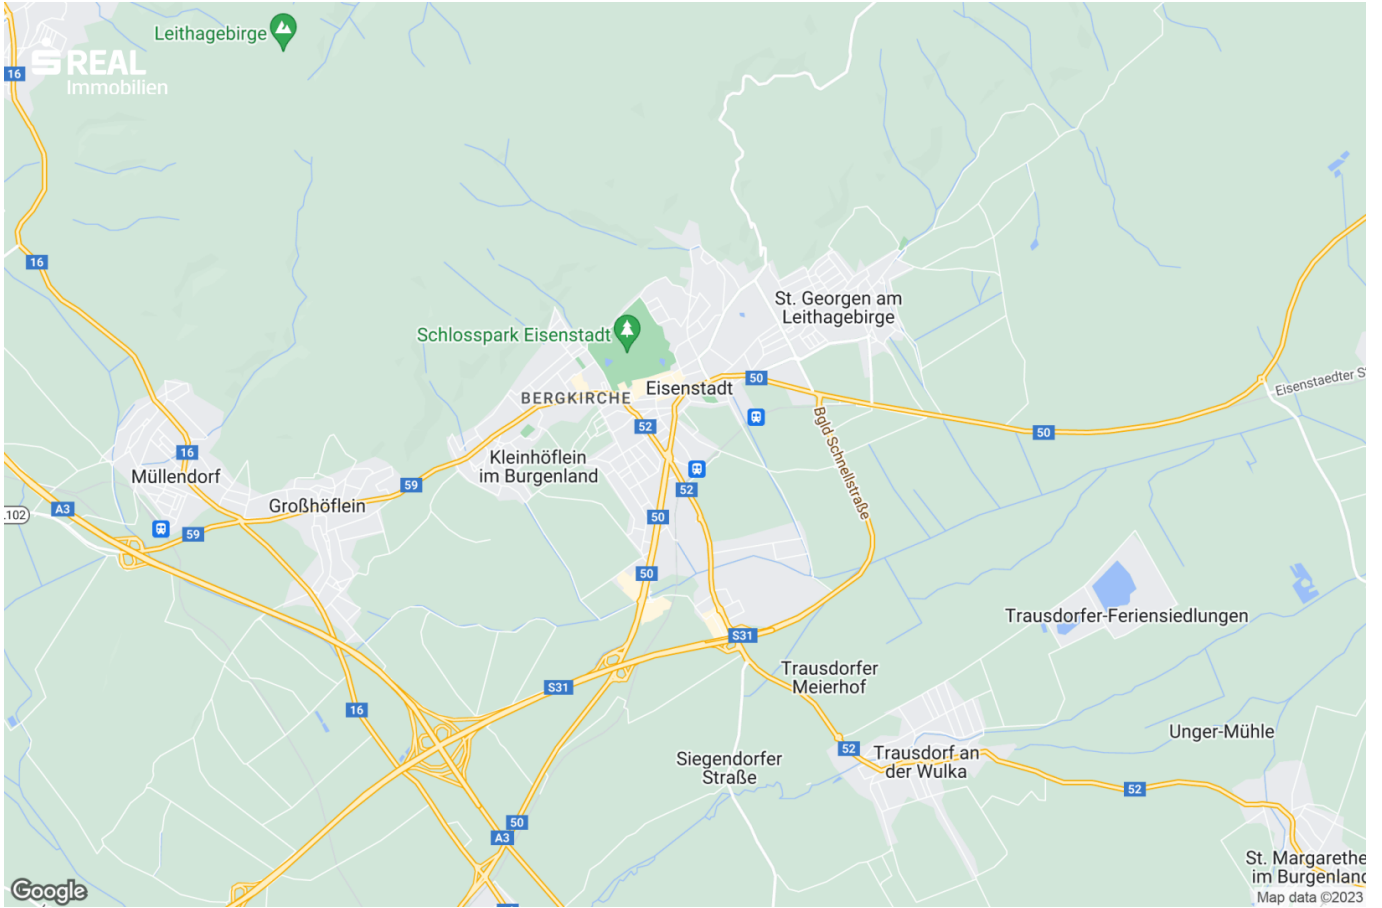 Leithagebirge
16
REAL
Immobilien
16
St. Georgen am
Leithagebirge
Schlosspark Eisenstadt
50
Eisenstadt
Eisenstaedter S
BERGKIRCHE
52
Bgld Schnellstraße
50
16
Kleinhöflein
im Burgenland
Müllendorf
59
52
Großhöflein
A3
102
50
59
50
Trausdorfer-Feriensiedlungen
S31
Trausdorfer
Meierhof
S31
16
Unger-Mühle
52
Trausdorf an
der Wulka
Siegendorfer
Straße
52
50
A3
St. Margarethe
im Burgenland
Google
Map data ©2023